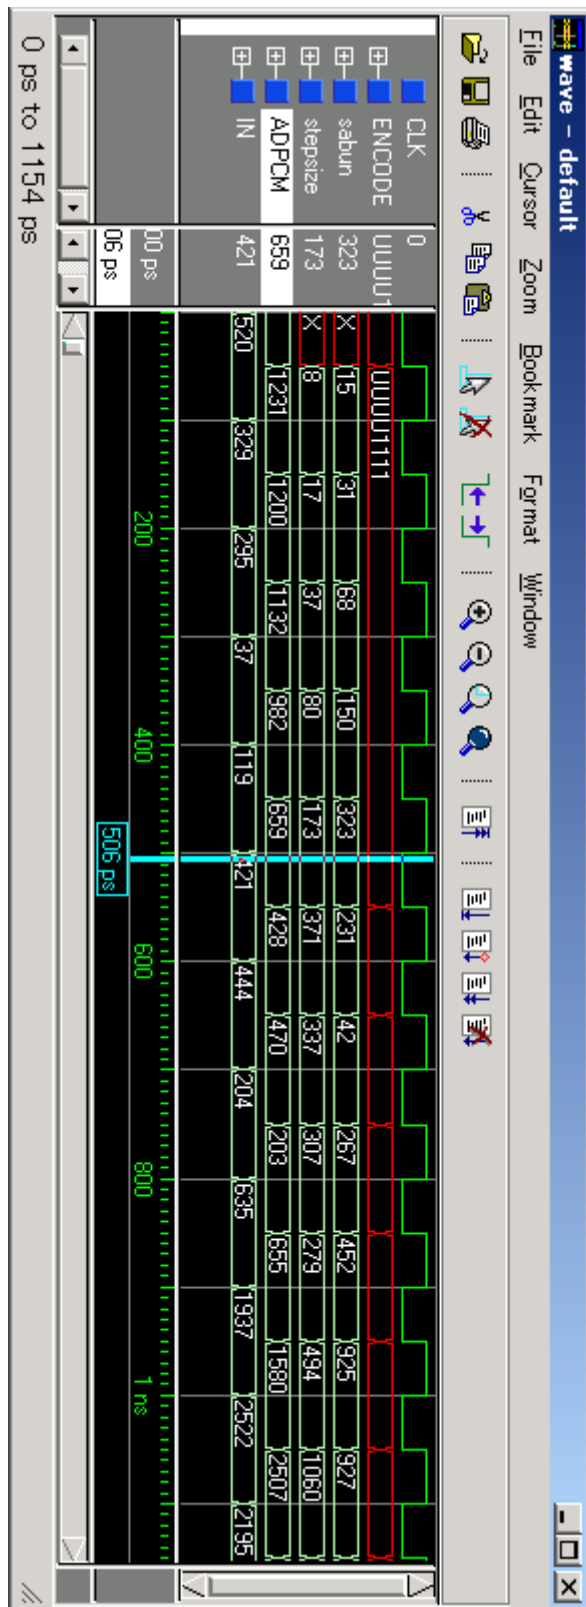 wave - default
File Edit Cursor Zoom Bookmark Format Window
CLK 0
ENCODE UUUU1 UUUU1111
sabun 323 X 15 31 68 150 323 231 42 267 452 925 927
stepsize 173 X 8 17 37 80 173 371 337 307 279 494 1060
ADPCM 659 1231 1200 1132 982 659 428 470 203 655 1580 2507
IN 421 520 329 295 37 119 421 444 204 635 1937 2522 2195
00 ps 200 400 600 800 1 ns
06 ps 506 ps
0 ps to 1154 ps